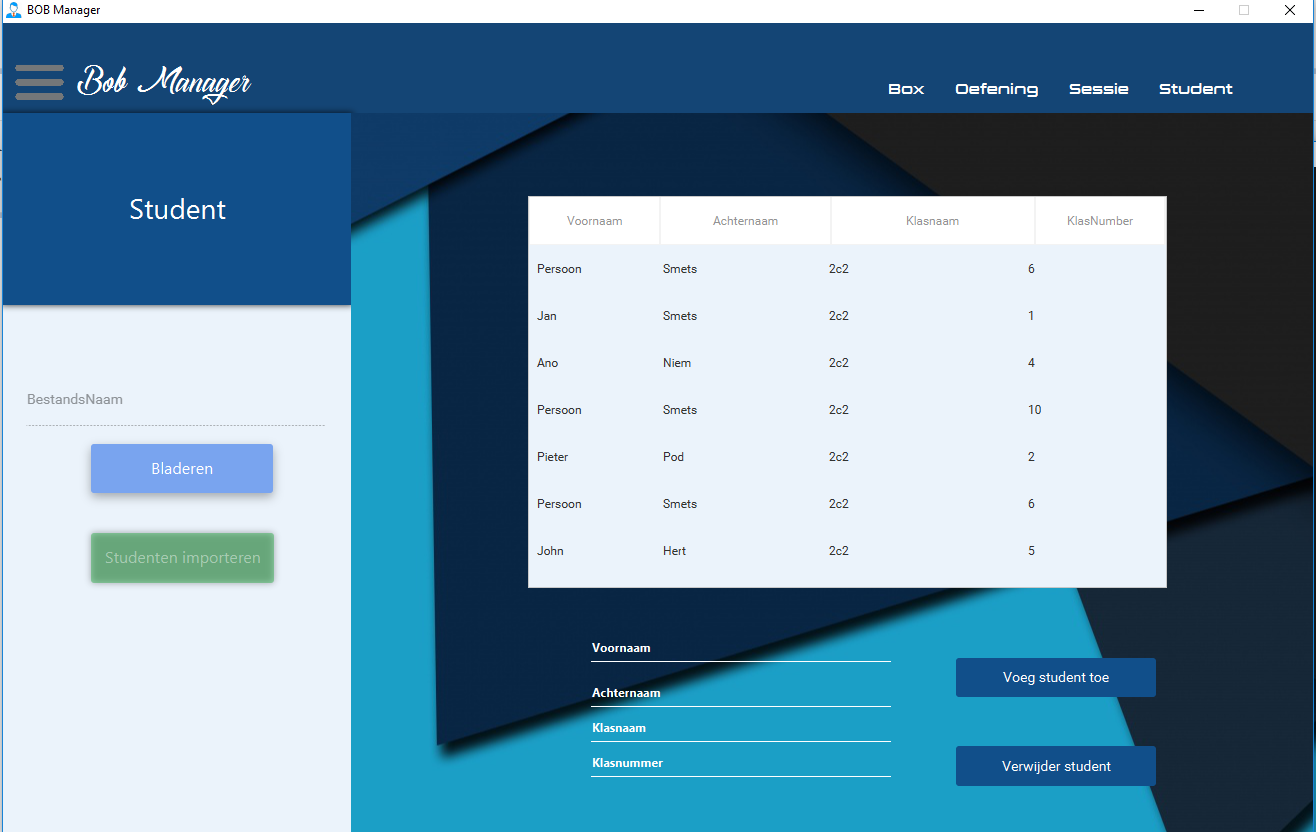 BOB Manager
Bob Manager
Box Oefening Sessie Student
Student
BestandsNaam
Bladeren
Studenten importeren
Voornaam Achternaam Klasnaam KlasNumber
Persoon Smets 2c2 6
Jan Smets 2c2 1
Ano Niem 2c2 4
Persoon Smets 2c2 10
Pieter Pod 2c2 2
Persoon Smets 2c2 6
John Hert 2c2 5
Voornaam
Achternaam
Klasnaam
Klasnummer
Voeg student toe
Verwijder student